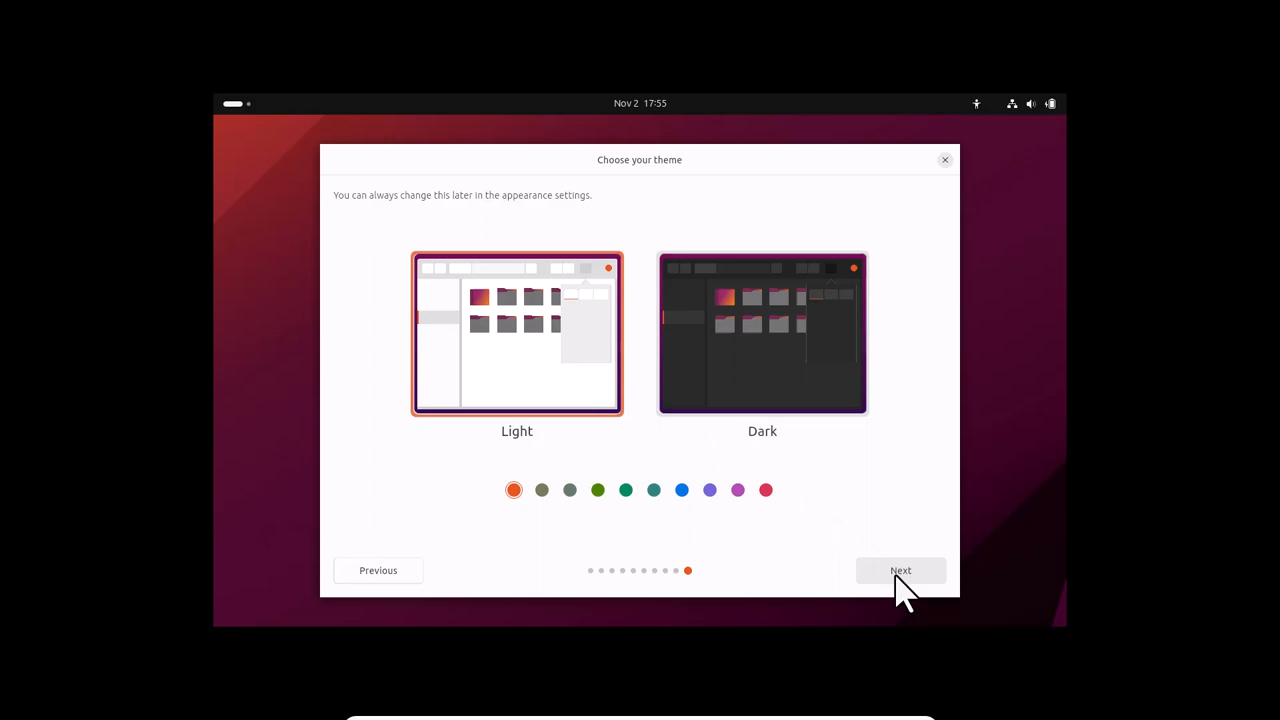 Nov 2 17:55
Choose your theme
You can always change this later in the appearance settings.
Light
Dark
Previous
Next